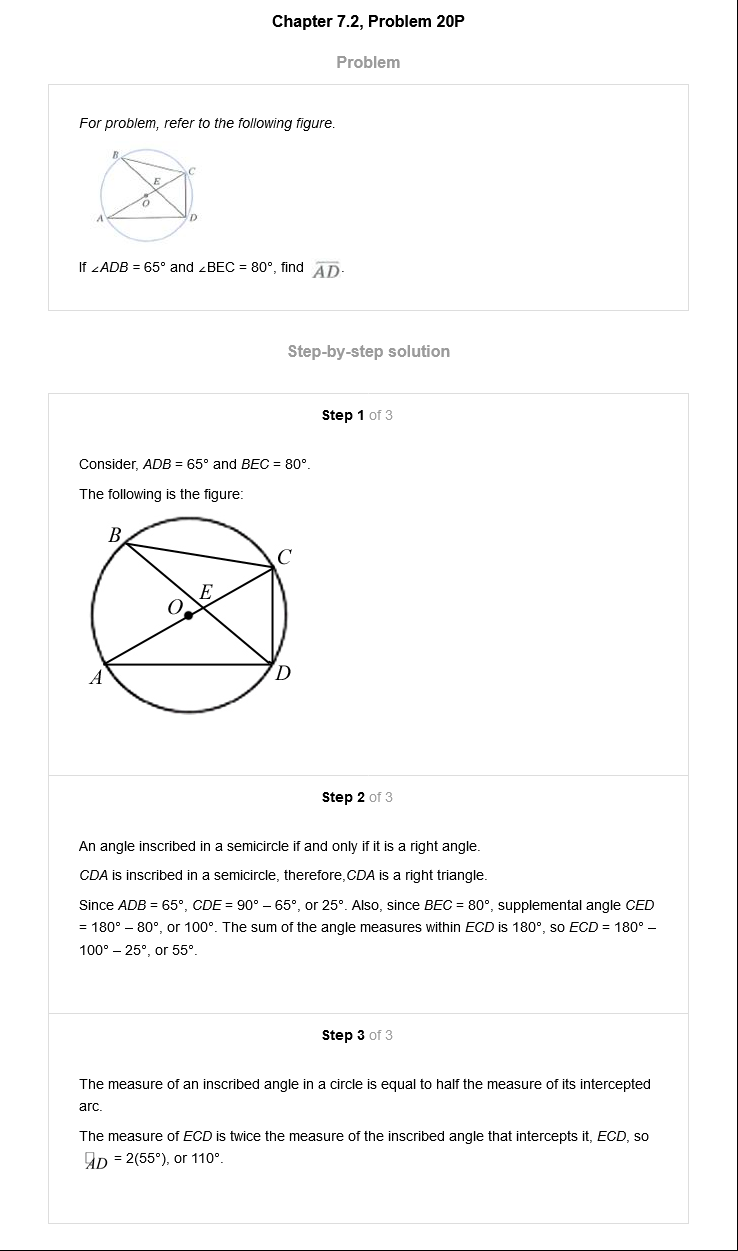 Chapter 7.2, Problem 20P
Problem
For problem, refer to the following figure.
B
C
E
O
A
D
If ∠ADB = 65° and ∠BEC = 80°, find A͞D.
Step-by-step solution
Step 1 of 3
Consider, ADB = 65° and BEC = 80°.
The following is the figure:
B
C
E
O
A
D
Step 2 of 3
An angle inscribed in a semicircle if and only if it is a right angle.
CDA is inscribed in a semicircle, therefore,CDA is a right triangle.
Since ADB = 65°, CDE = 90° – 65°, or 25°. Also, since BEC = 80°, supplemental angle CED
= 180° – 80°, or 100°. The sum of the angle measures within ECD is 180°, so ECD = 180° –
100° – 25°, or 55°.
Step 3 of 3
The measure of an inscribed angle in a circle is equal to half the measure of its intercepted
arc.
The measure of ECD is twice the measure of the inscribed angle that intercepts it, ECD, so
AD = 2(55°), or 110°.